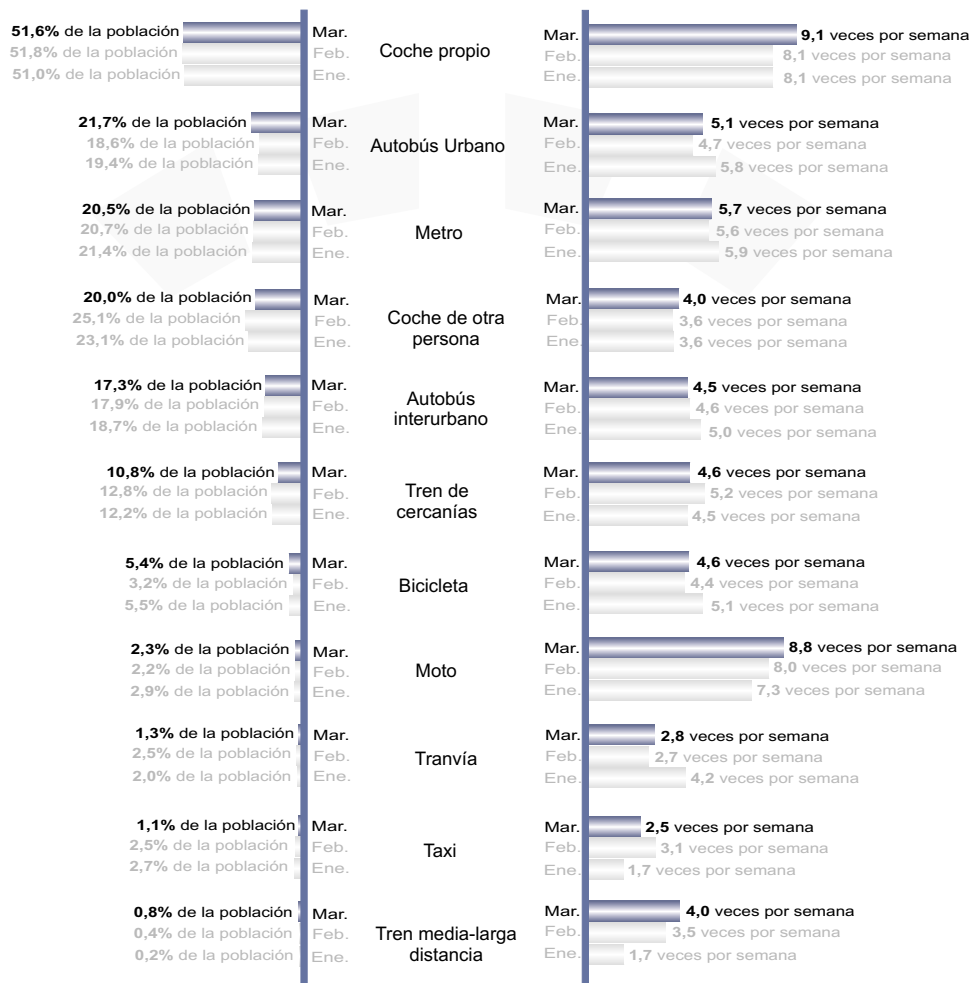 51,6% de la población Mar. Coche propio Mar. 9,1 veces por semana
51,8% de la población Feb. Feb. 8,1 veces por semana
51,0% de la población Ene. Ene. 8,1 veces por semana
21,7% de la población Mar. Autobús Urbano Mar. 5,1 veces por semana
18,6% de la población Feb. Feb. 4,7 veces por semana
19,4% de la población Ene. Ene. 5,8 veces por semana
20,5% de la población Mar. Metro Mar. 5,7 veces por semana
20,7% de la población Feb. Feb. 5,6 veces por semana
21,4% de la población Ene. Ene. 5,9 veces por semana
20,0% de la población Mar. Coche de otra Mar. 4,0 veces por semana
25,1% de la población Feb. persona Feb. 3,6 veces por semana
23,1% de la población Ene. Ene. 3,6 veces por semana
17,3% de la población Mar. Autobús Mar. 4,5 veces por semana
17,9% de la población Feb. interurbano Feb. 4,6 veces por semana
18,7% de la población Ene. Ene. 5,0 veces por semana
10,8% de la población Mar. Tren de Mar. 4,6 veces por semana
12,8% de la población Feb. cercanías Feb. 5,2 veces por semana
12,2% de la población Ene. Ene. 4,5 veces por semana
5,4% de la población Mar. Bicicleta Mar. 4,6 veces por semana
3,2% de la población Feb. Feb. 4,4 veces por semana
5,5% de la población Ene. Ene. 5,1 veces por semana
2,3% de la población Mar. Moto Mar. 8,8 veces por semana
2,2% de la población Feb. Feb. 8,0 veces por semana
2,9% de la población Ene. Ene. 7,3 veces por semana
1,3% de la población Mar. Tranvía Mar. 2,8 veces por semana
2,5% de la población Feb. Feb. 2,7 veces por semana
2,0% de la población Ene. Ene. 4,2 veces por semana
1,1% de la población Mar. Taxi Mar. 2,5 veces por semana
2,5% de la población Feb. Feb. 3,1 veces por semana
2,7% de la población Ene. Ene. 1,7 veces por semana
0,8% de la población Mar. Tren media-larga Mar. 4,0 veces por semana
0,4% de la población Feb. distancia Feb. 3,5 veces por semana
0,2% de la población Ene. Ene. 1,7 veces por semana